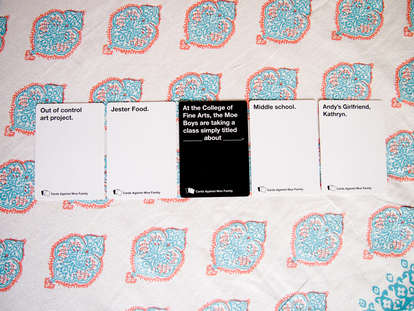 Out of control
art project.
Cards Against Moe Family
Jester Food.
Cards Against Moe Family
At the College of
Fine Arts, the Moe
Boys are taking a
class simply titled
______ about _____.
Cards Against Moe Family
Middle school.
Cards Against Moe Family
Andy's Girlfriend,
Kathryn.
Cards Against Moe Family